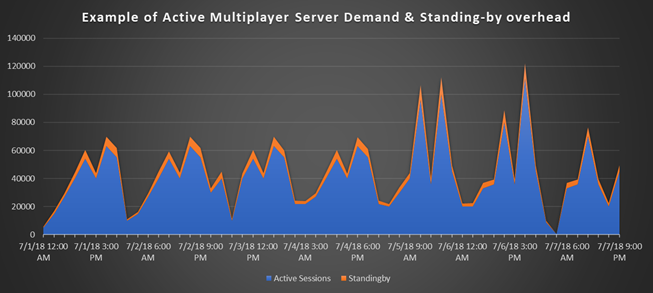 Example of Active Multiplayer Server Demand & Standing-by overhead
140000
120000
100000
80000
60000
40000
20000
0
7/1/18 12:00 AM
7/1/18 3:00 PM
7/2/18 6:00 AM
7/2/18 9:00 PM
7/3/18 12:00 PM
7/4/18 3:00 AM
7/4/18 6:00 PM
7/5/18 9:00 AM
7/6/18 12:00 AM
7/6/18 3:00 PM
7/7/18 6:00 AM
7/7/18 9:00 PM
Active Sessions
Standingby